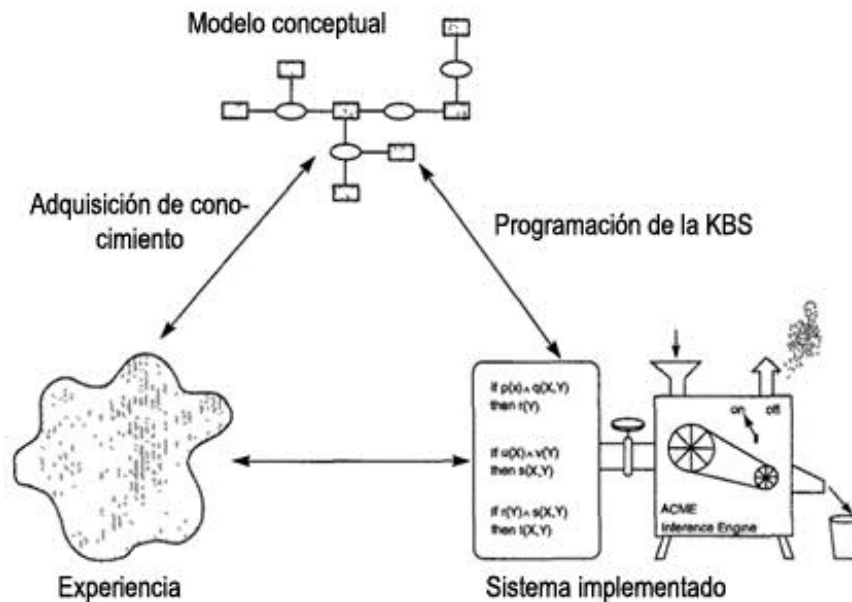 Modelo conceptual
Adquisición de cono-
cimiento
Programación de la KBS
if p(x)∧ q(X,Y)
then r(Y)
if u(X)∧ v(Y)
then s(X,Y)
if r(Y)∧ s(X,Y)
then t(X,Y)
on off
ACME
Inference Engine
Experiencia
Sistema implementado